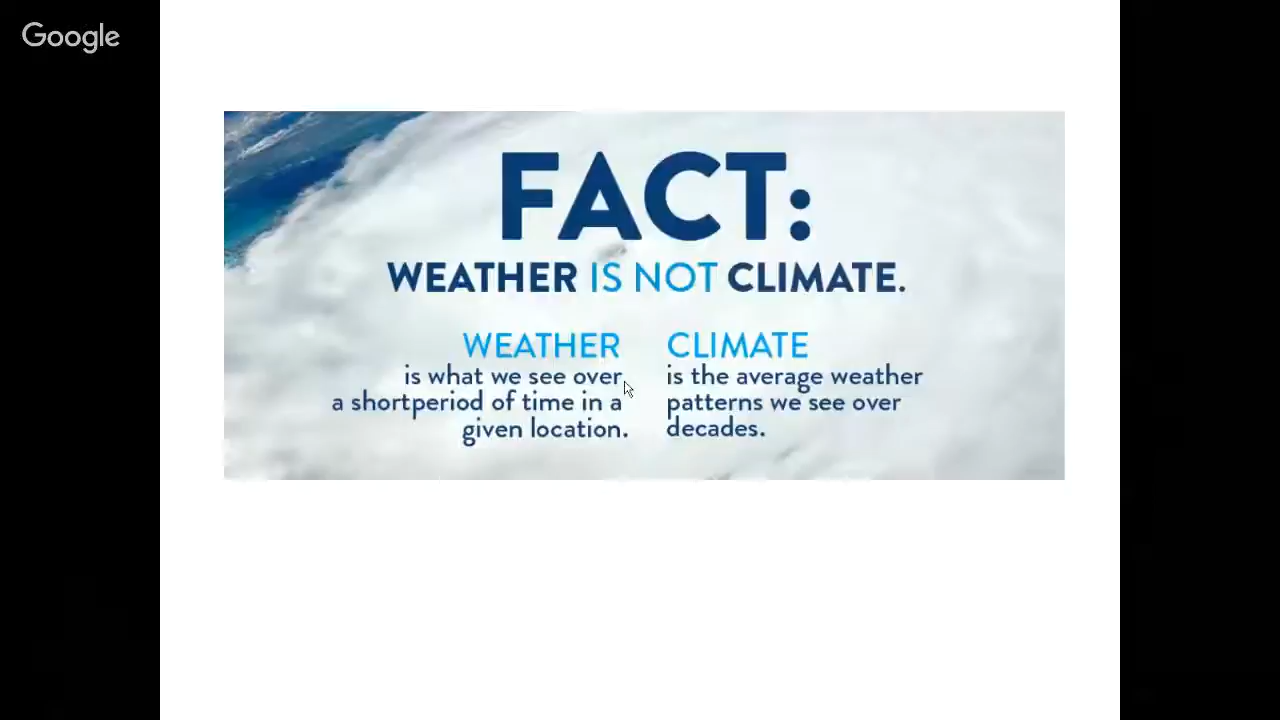 Google
FACT:
WEATHER IS NOT CLIMATE.
WEATHER
is what we see over
a shortperiod of time in a
given location.
CLIMATE
is the average weather
patterns we see over
decades.